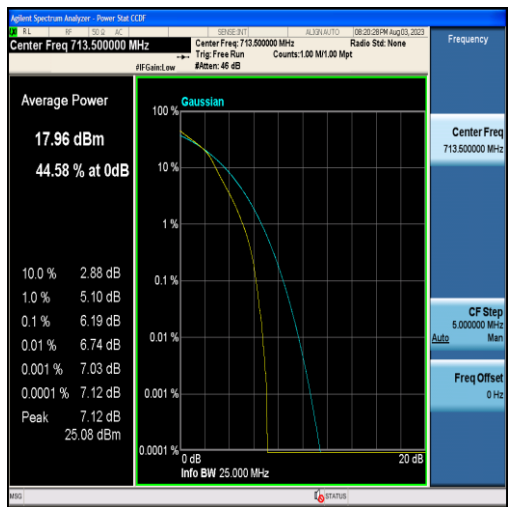 Agilent Spectrum Analyzer - Power Stat CCDF
RL RF 50 Ω AC SENSE:INT ALIGN AUTO 08:20:28 PM Aug 03, 2023
Center Freq 713.500000 MHz
Center Freq: 713.500000 MHz Radio Std: None
Trig: Free Run Counts:1.00 M/1.00 Mpt
#IFGain:Low #Atten: 46 dB
Frequency
Average Power
17.96 dBm
44.58 % at 0dB
10.0 % 2.88 dB
1.0 % 5.10 dB
0.1 % 6.19 dB
0.01 % 6.74 dB
0.001 % 7.03 dB
0.0001 % 7.12 dB
Peak 7.12 dB
25.08 dBm
Gaussian
100 %
10 %
1 %
0.1 %
0.01 %
0.001 %
0.0001 %
0 dB 20 dB
Info BW 25.000 MHz
Center Freq
713.500000 MHz
CF Step
5.000000 MHz
Auto Man
Freq Offset
0 Hz
MSG STATUS